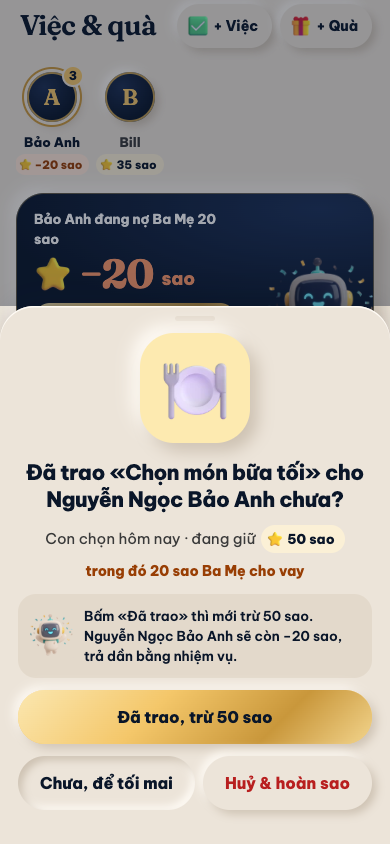 Việc & quà
+ Việc
+ Quà
A
3
B
Bảo Anh
Bill
−20 sao
35 sao
Bảo Anh đang nợ Ba Mẹ 20
sao
−20 sao
Đã trao «Chọn món bữa tối» cho
Nguyễn Ngọc Bảo Anh chưa?
Con chọn hôm nay · đang giữ 50 sao
trong đó 20 sao Ba Mẹ cho vay
Bấm «Đã trao» thì mới trừ 50 sao.
Nguyễn Ngọc Bảo Anh sẽ còn −20 sao,
trả dần bằng nhiệm vụ.
Đã trao, trừ 50 sao
Chưa, để tối mai
Huỷ & hoàn sao